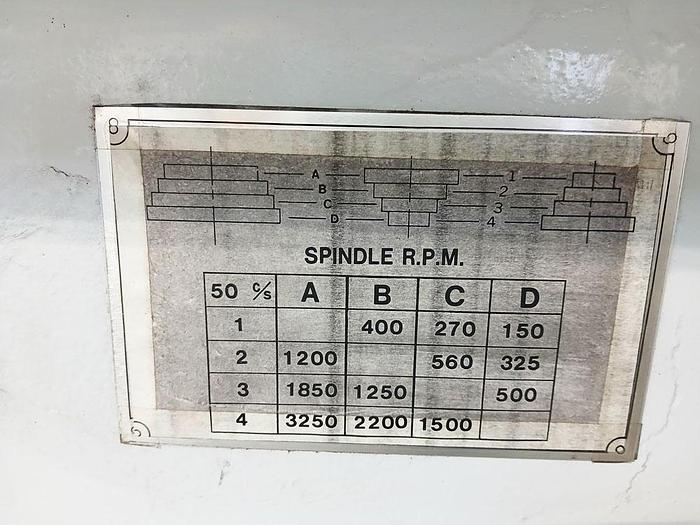 A 1
B 2
C 3
D 4
SPINDLE R.P.M.
50 c/s A B C D
1 400 270 150
2 1200 560 325
3 1850 1250 500
4 3250 2200 1500